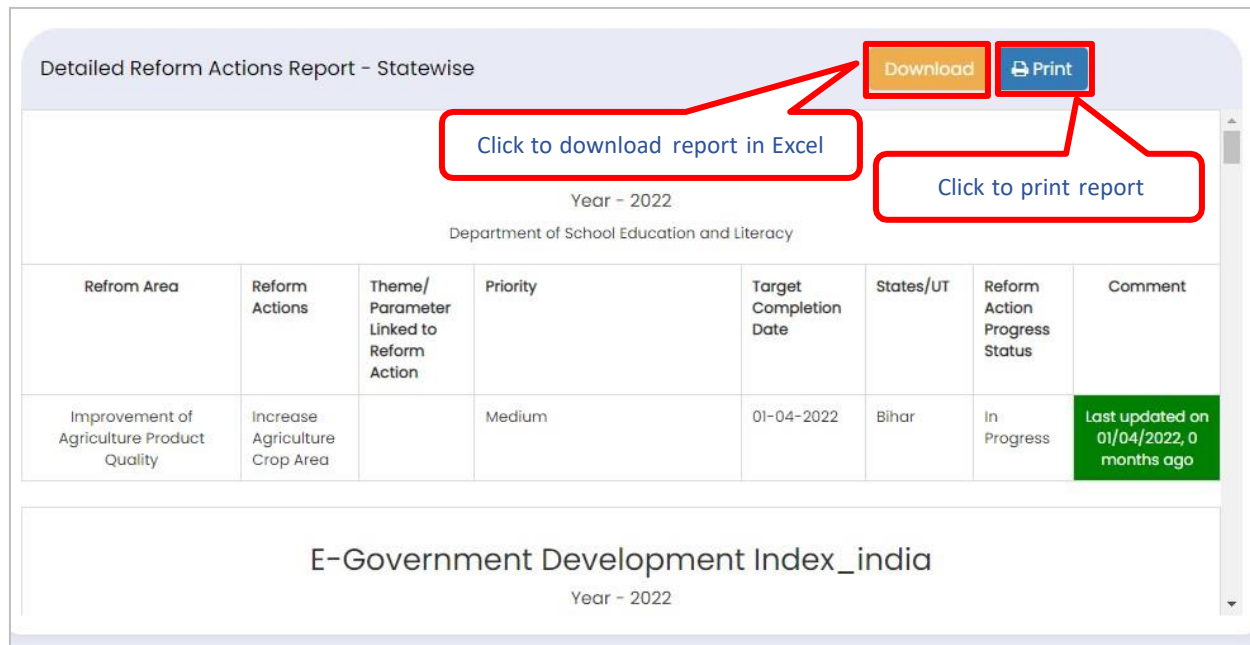 Detailed Reform Actions Report - Statewise
Download
Print
Click to download report in Excel
Click to print report
Year - 2022
Department of School Education and Literacy
Refrom Area
Reform
Actions
Theme/
Parameter
Linked to
Reform
Action
Priority
Target
Completion
Date
States/UT
Reform
Action
Progress
Status
Comment
Improvement of
Agriculture Product
Quality
Increase
Agriculture
Crop Area
Medium
01-04-2022
Bihar
In
Progress
Last updated on
01/04/2022, 0
months ago
E-Government Development Index_india
Year - 2022